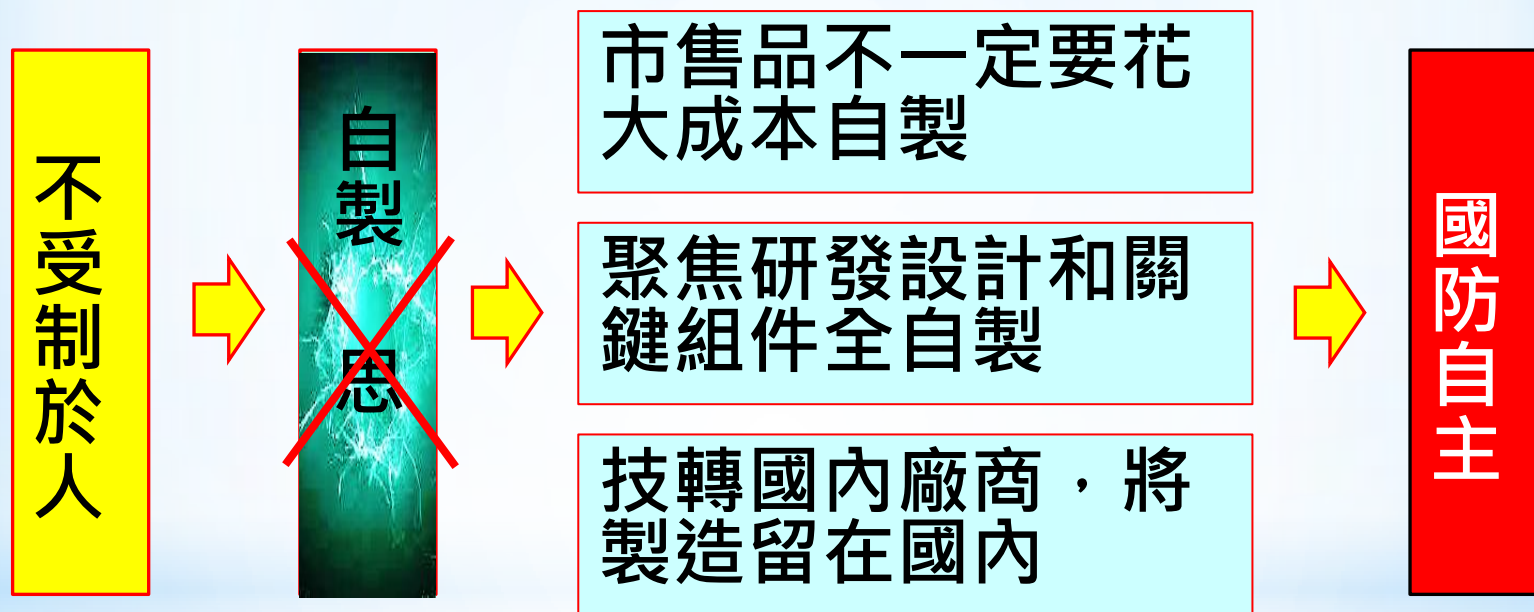 不受制於人
自製 思
市售品不一定要花
大成本自製
聚焦研發設計和關
鍵組件全自製
技轉國內廠商，將
製造留在國內
國防自主